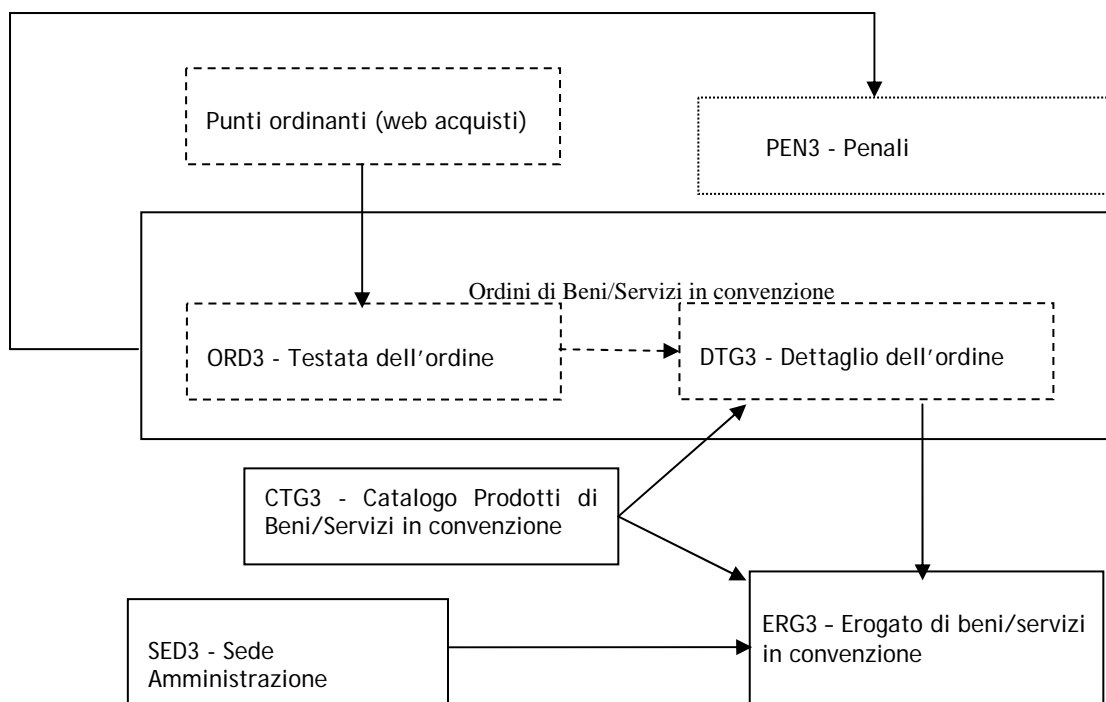 Punti ordinanti (web acquisti)
PEN3 - Penali
Ordini di Beni/Servizi in convenzione
ORD3 - Testata dell’ordine
DTG3 - Dettaglio dell’ordine
CTG3 - Catalogo Prodotti di
Beni/Servizi in convenzione
ERG3 – Erogato di beni/servizi
in convenzione
SED3 - Sede
Amministrazione